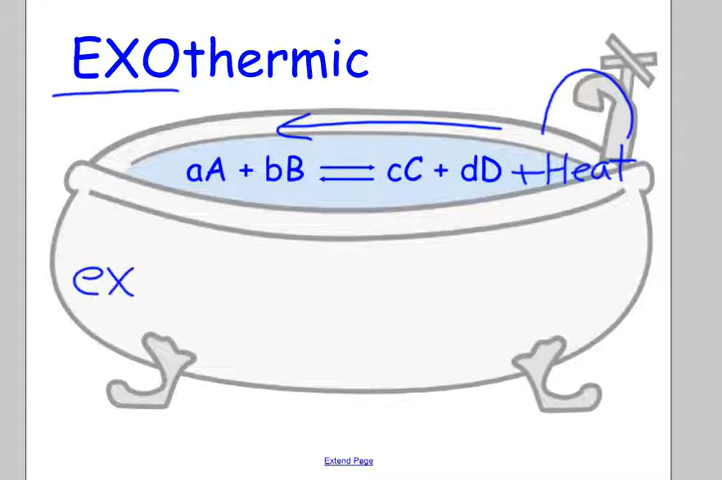 EXOthermic
aA + bB ⇌ cC + dD + Heat
ex
Extend Page